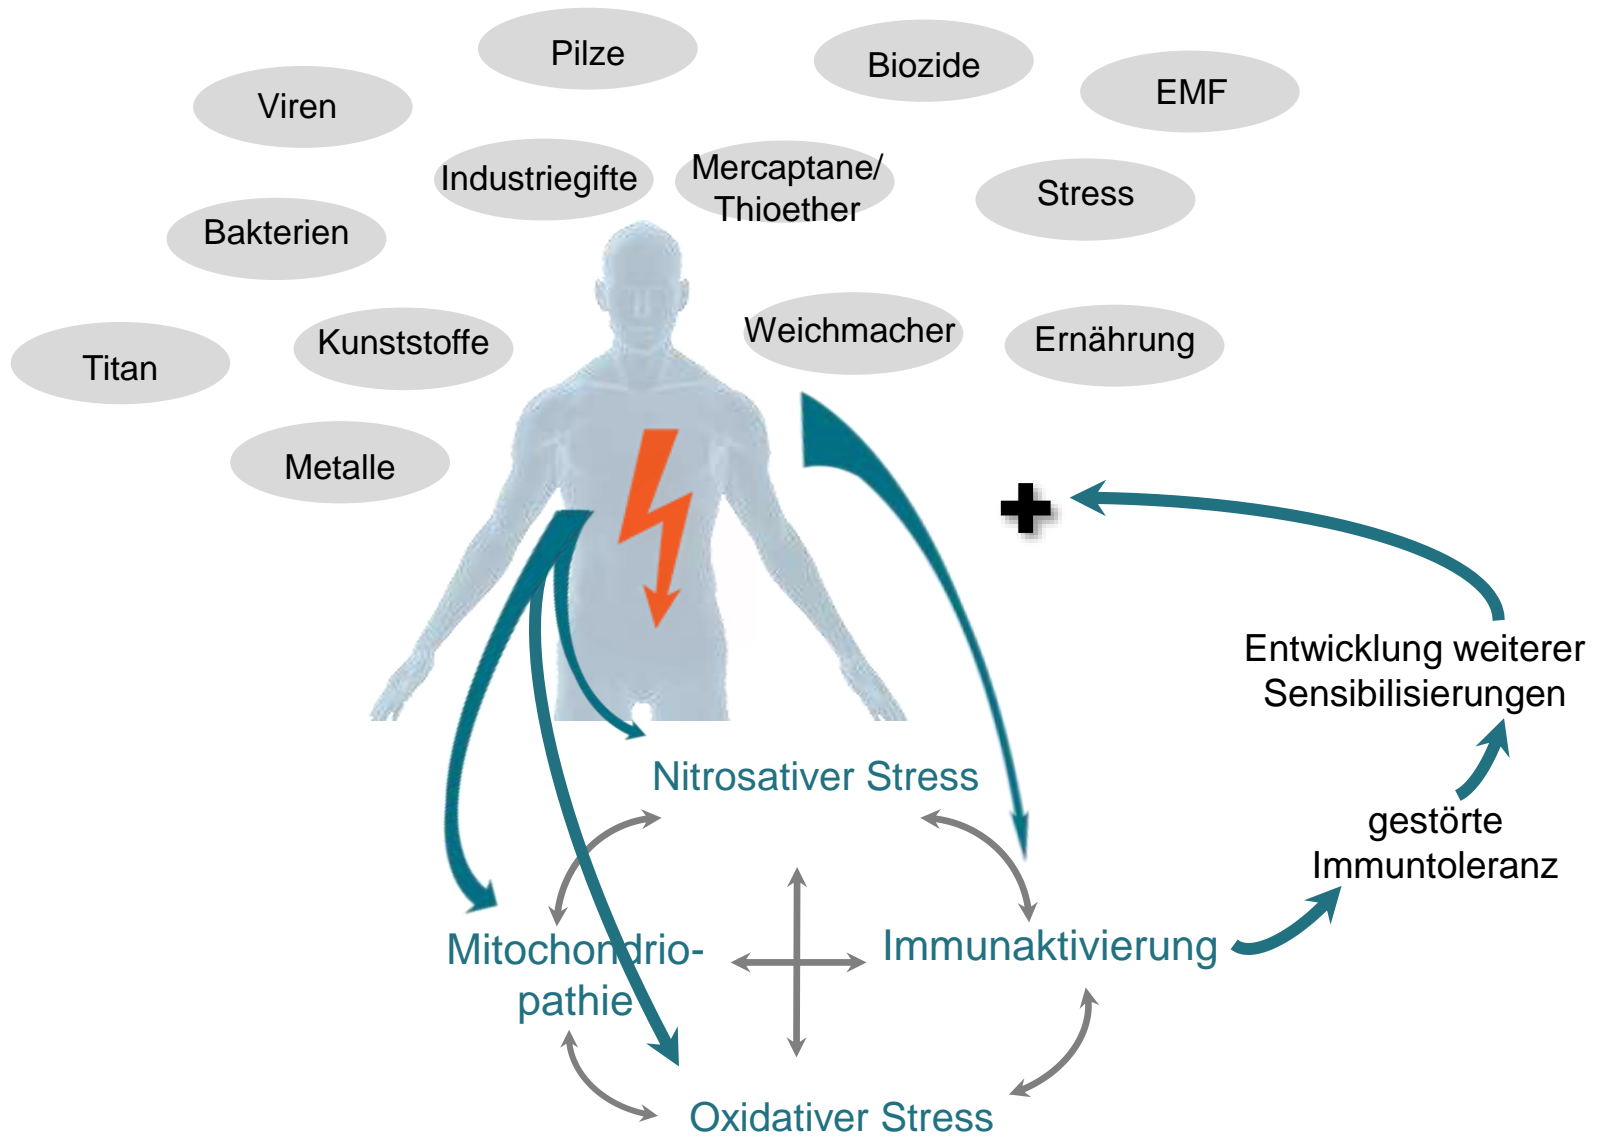 Pilze
Biozide
EMF
Viren
Industriegifte
Mercaptane/
Thioether
Stress
Bakterien
Kunststoffe
Weichmacher
Ernährung
Titan
Metalle
Entwicklung weiterer
Sensibilisierungen
Nitrosativer Stress
gestörte
Immuntoleranz
Mitochondrio-
pathie
Immunaktivierung
Oxidativer Stress